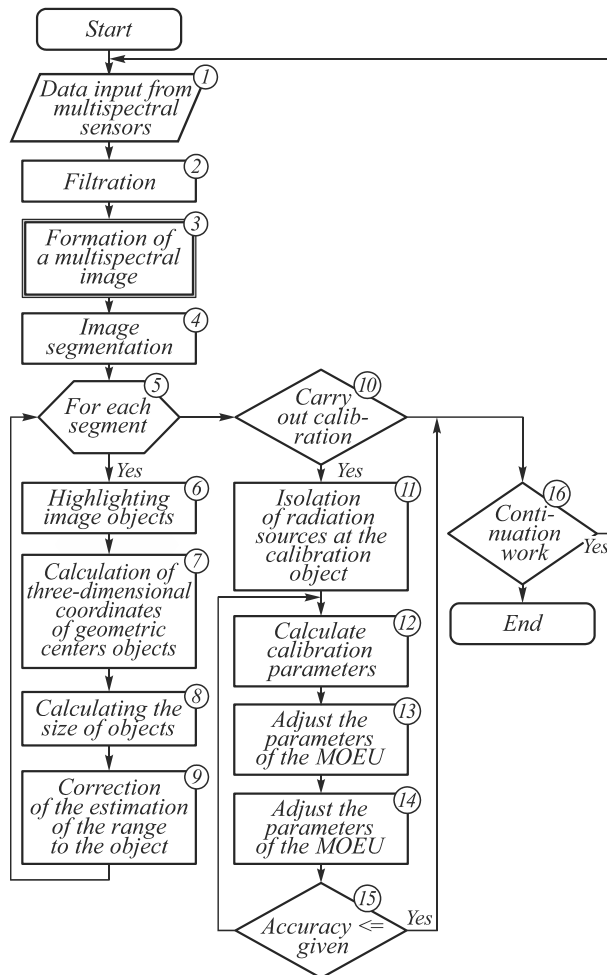 Start
1
Data input from
multispectral
sensors
2
Filtration
3
Formation of
a multispectral
image
4
Image
segmentation
5
For each
segment
Yes
6
Highlighting
image objects
7
Calculation of
three-dimensional
coordinates
of geometric
centers objects
8
Calculating the
size of objects
9
Correction
of the estimation
of the range
to the object
10
Carry
out calib-
ration
Yes
11
Isolation
of radiation
sources at the
calibration
object
12
Calculate
calibration
parameters
13
Adjust the
parameters
of the MOEU
14
Adjust the
parameters
of the MOEU
15
Accuracy <=
given
Yes
16
Conti-
nuation
work
Yes
End